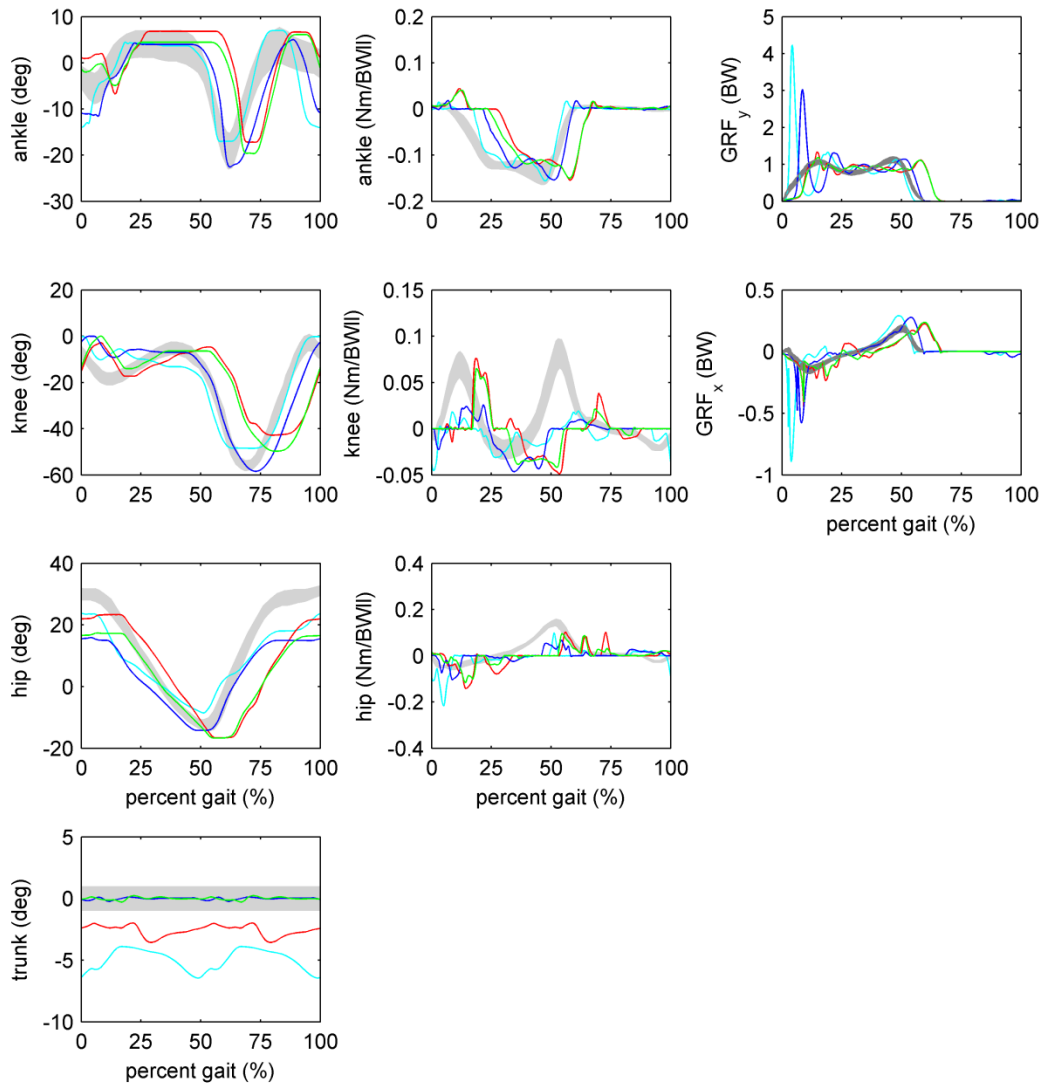 10
0
-10
-20
-30
ankle (deg)
0 25 50 75 100
0.2
0.1
0
-0.1
-0.2
ankle (Nm/BWll)
0 25 50 75 100
5
4
3
2
1
0
GRFy (BW)
0 25 50 75 100
20
0
-20
-40
-60
knee (deg)
0 25 50 75 100
0.15
0.1
0.05
0
-0.05
knee (Nm/BWll)
0 25 50 75 100
0.5
0
-0.5
-1
GRFx (BW)
0 25 50 75 100
percent gait (%)
40
20
0
-20
hip (deg)
0 25 50 75 100
percent gait (%)
0.4
0.2
0
-0.2
-0.4
hip (Nm/BWll)
0 25 50 75 100
percent gait (%)
5
0
-5
-10
trunk (deg)
0 25 50 75 100
percent gait (%)